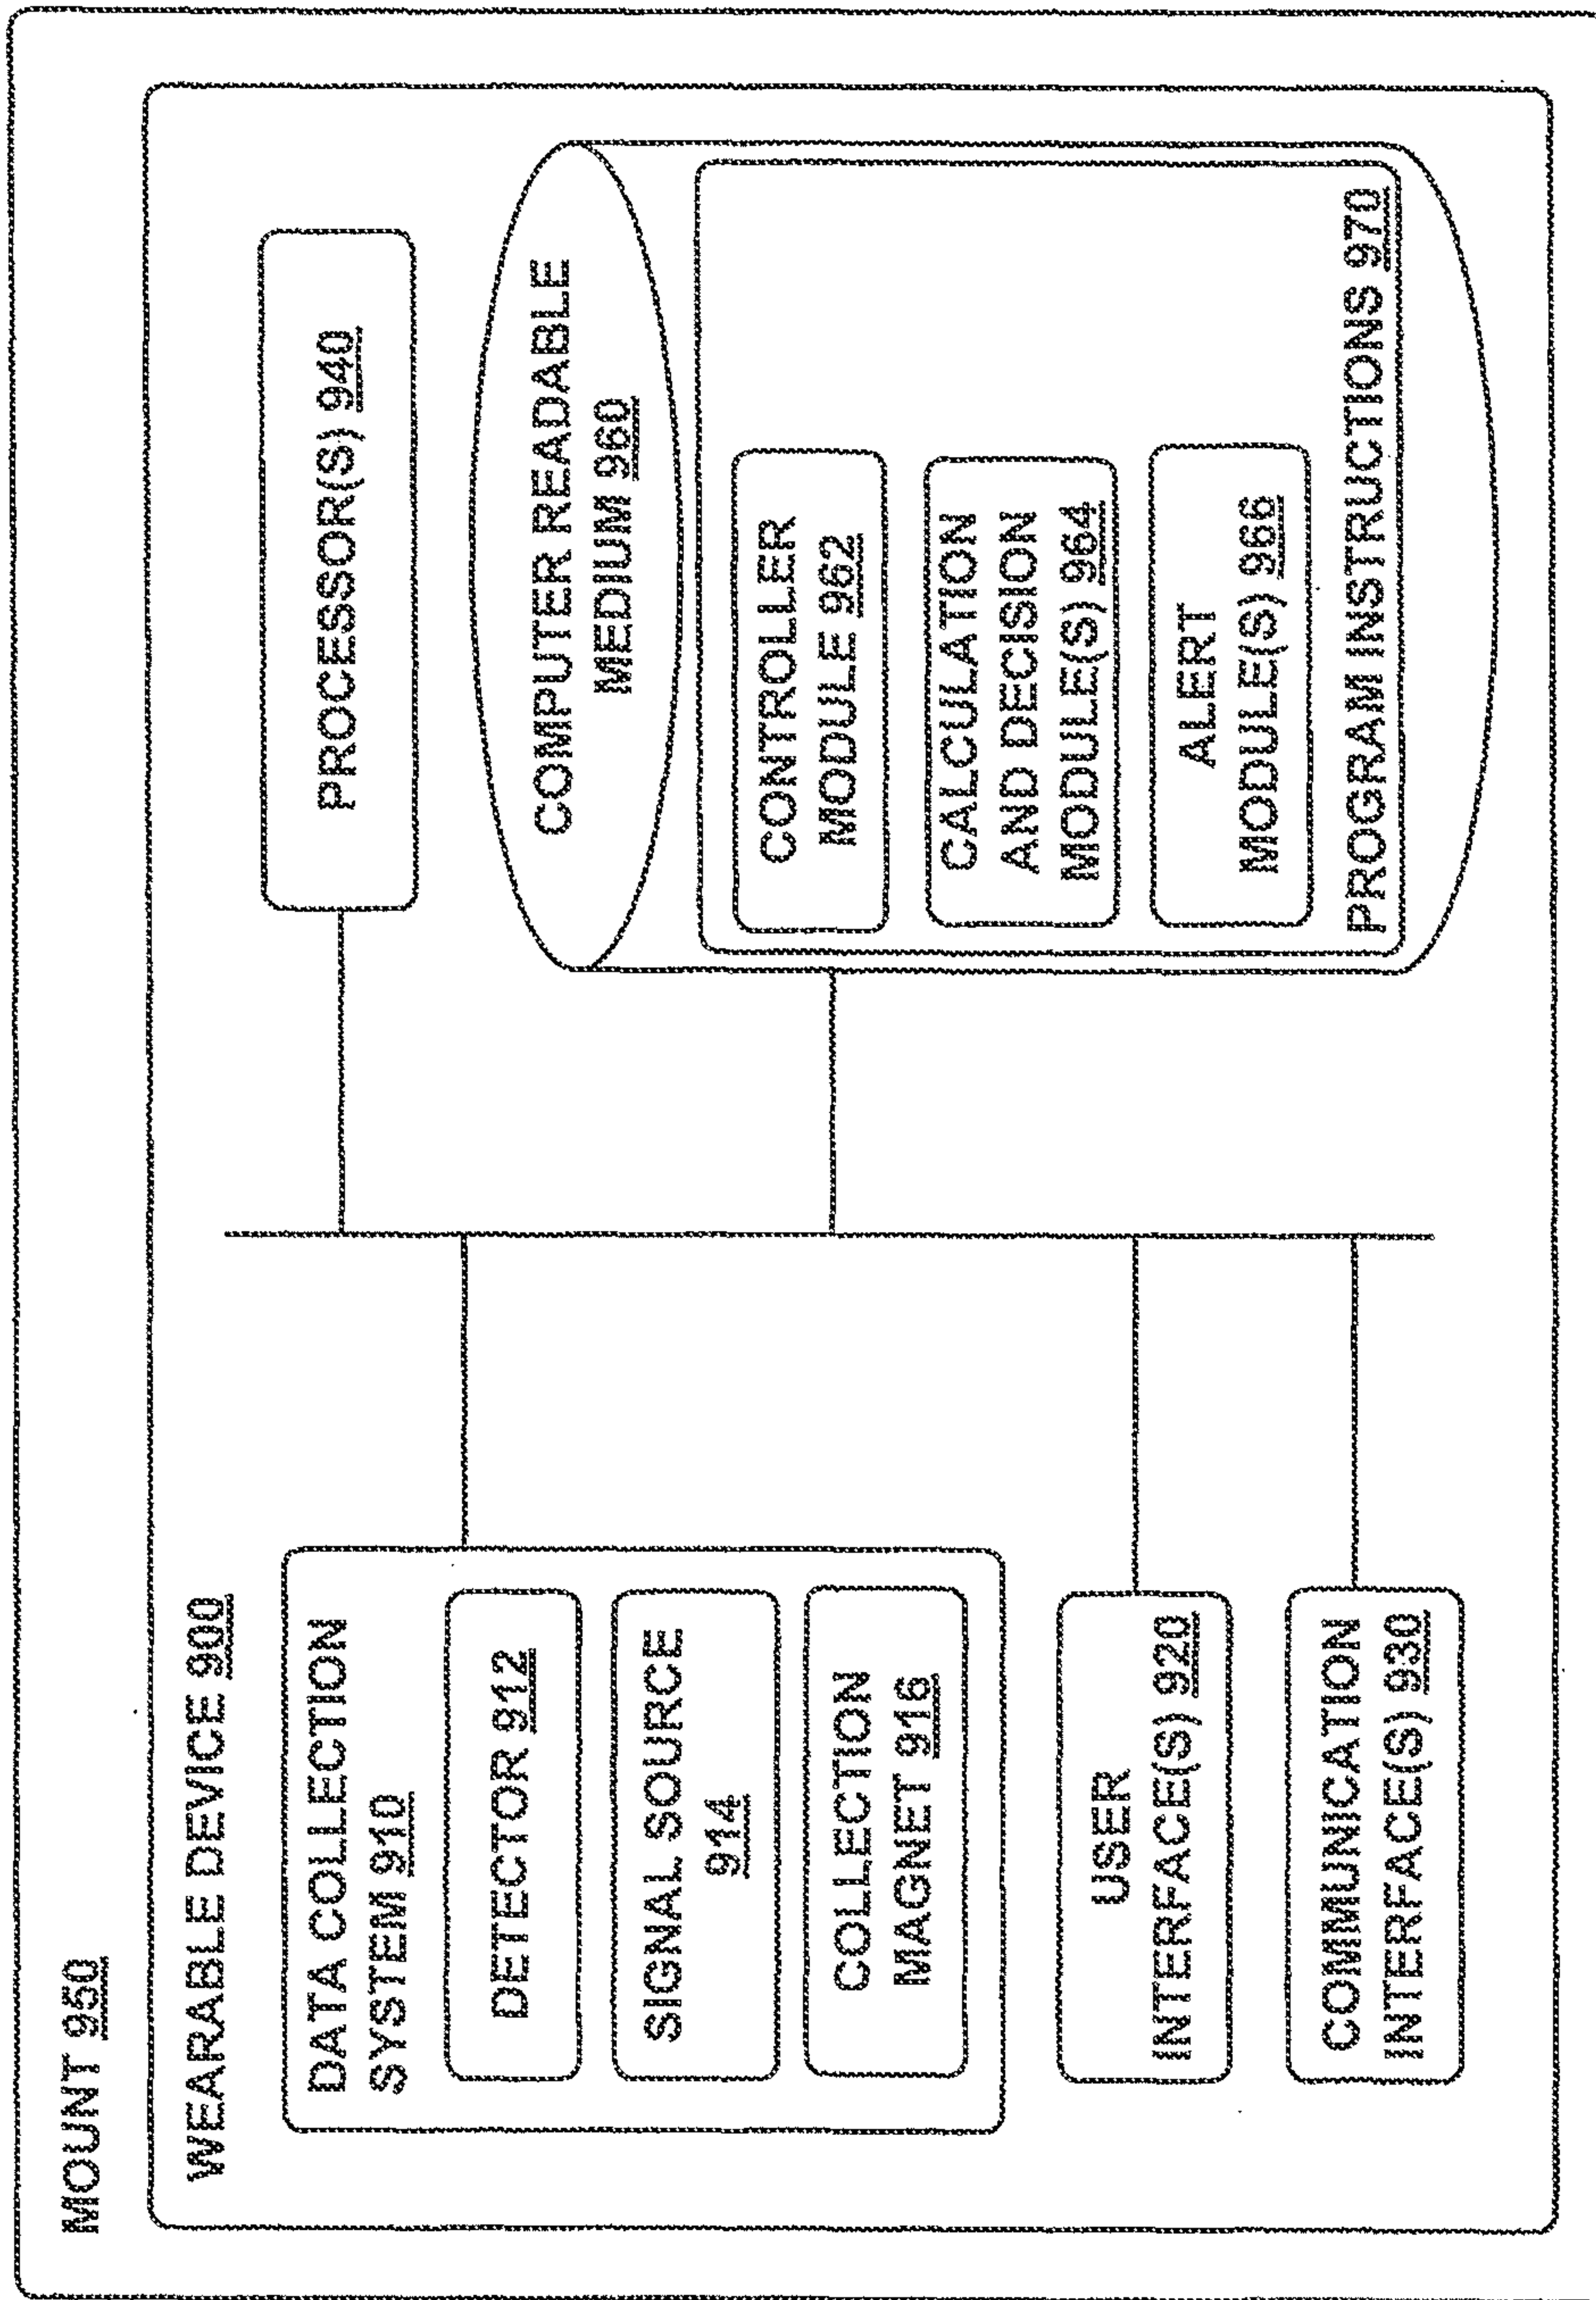 MOUNT 950
WEARABLE DEVICE 900
DATA COLLECTION
SYSTEM 910
DETECTOR 912
SIGNAL SOURCE
914
COLLECTION
MAGNET 916
USER
INTERFACE(S) 920
COMMUNICATION
INTERFACE(S) 930
PROCESSOR(S) 940
COMPUTER READABLE
MEDIUM 960
CONTROLLER
MODULE 962
CALCULATION
AND DECISION
MODULE(S) 964
ALERT
MODULE(S) 966
PROGRAM INSTRUCTIONS 970